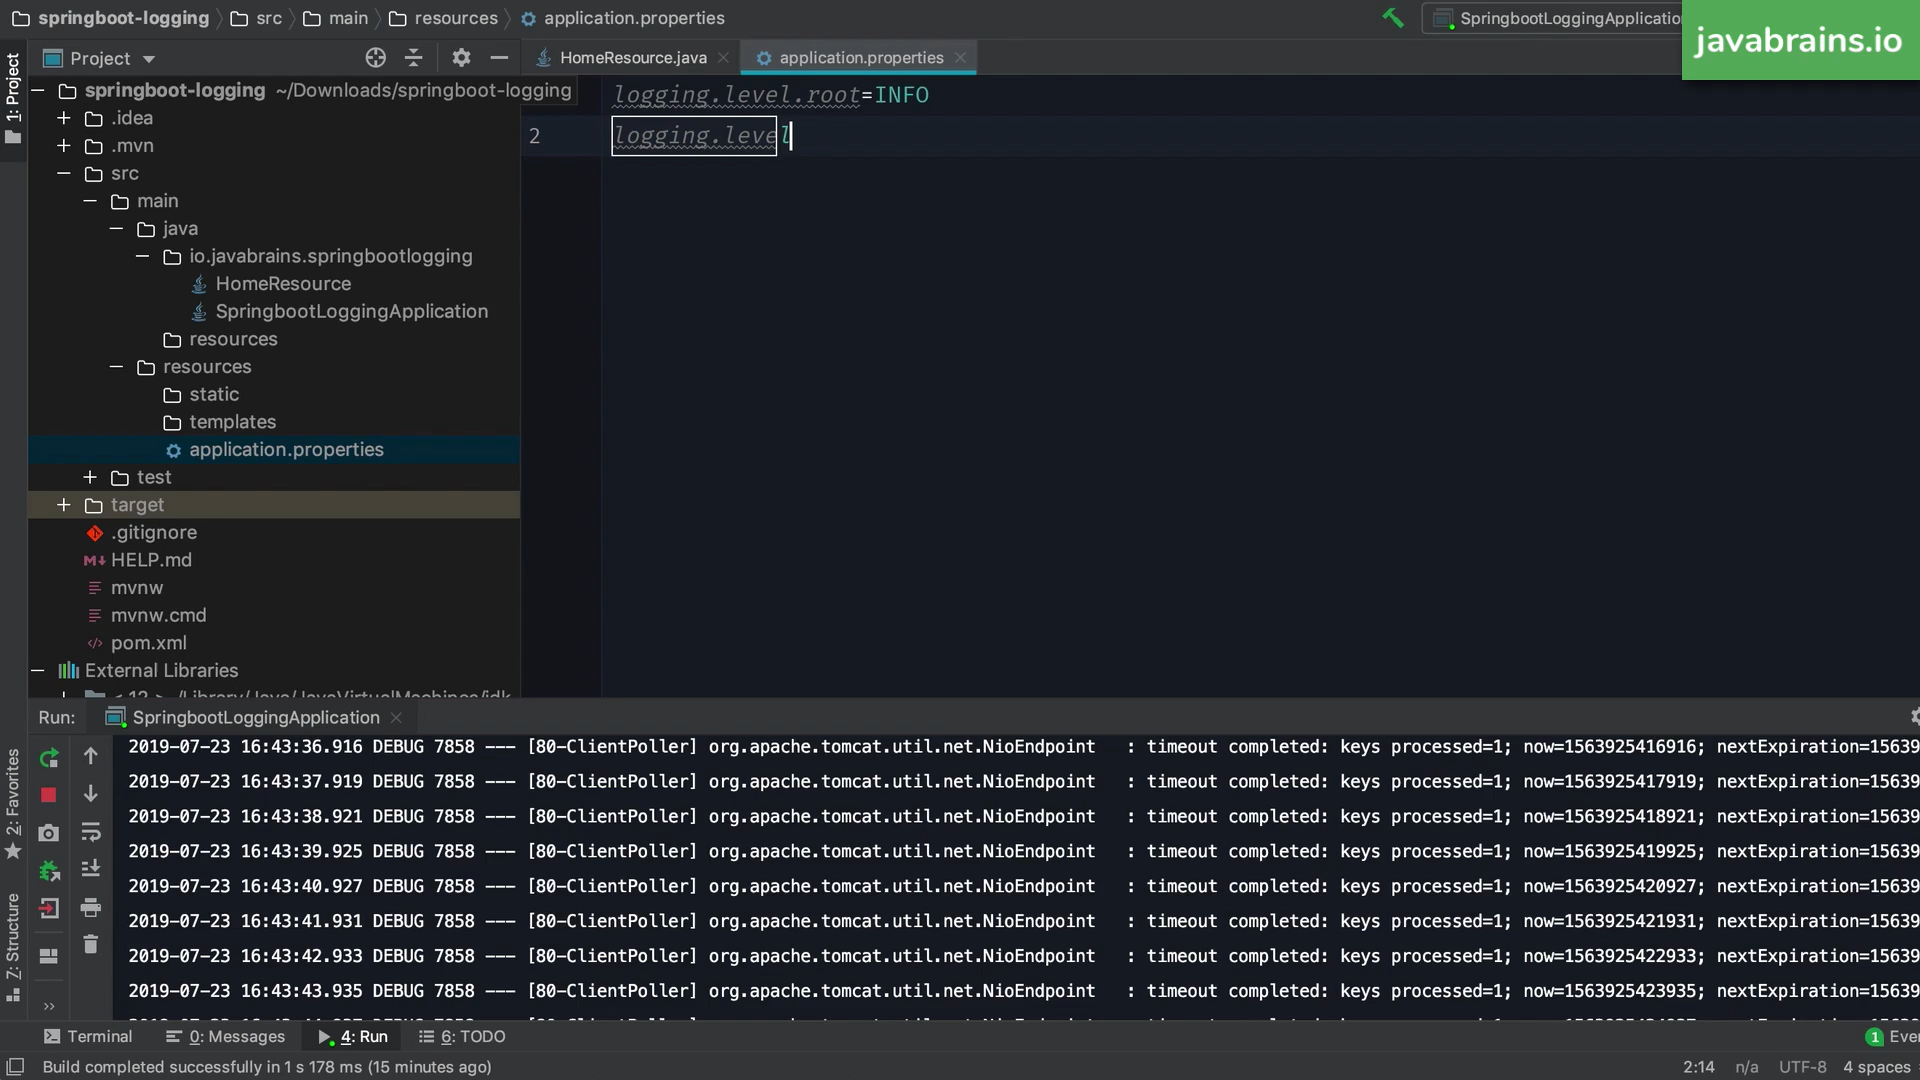 springboot-logging src main resources application.properties
SpringbootLoggingApplication
javabrains.io
1: Project
Project
HomeResource.java
application.properties
springboot-logging ~/Downloads/springboot-logging
.idea
.mvn
src
main
java
io.javabrains.springbootlogging
HomeResource
SpringbootLoggingApplication
resources
resources
static
templates
application.properties
test
target
.gitignore
HELP.md
mvnw
mvnw.cmd
pom.xml
External Libraries
logging.level.root=INFO
2 logging.level
Run: SpringbootLoggingApplication
2019-07-23 16:43:36.916 DEBUG 7858 --- [80-ClientPoller] org.apache.tomcat.util.net.NioEndpoint : timeout completed: keys processed=1; now=1563925416916; nextExpiration=15639
2019-07-23 16:43:37.919 DEBUG 7858 --- [80-ClientPoller] org.apache.tomcat.util.net.NioEndpoint : timeout completed: keys processed=1; now=1563925417919; nextExpiration=15639
2019-07-23 16:43:38.921 DEBUG 7858 --- [80-ClientPoller] org.apache.tomcat.util.net.NioEndpoint : timeout completed: keys processed=1; now=1563925418921; nextExpiration=15639
2019-07-23 16:43:39.925 DEBUG 7858 --- [80-ClientPoller] org.apache.tomcat.util.net.NioEndpoint : timeout completed: keys processed=1; now=1563925419925; nextExpiration=15639
2019-07-23 16:43:40.927 DEBUG 7858 --- [80-ClientPoller] org.apache.tomcat.util.net.NioEndpoint : timeout completed: keys processed=1; now=1563925420927; nextExpiration=15639
2019-07-23 16:43:41.931 DEBUG 7858 --- [80-ClientPoller] org.apache.tomcat.util.net.NioEndpoint : timeout completed: keys processed=1; now=1563925421931; nextExpiration=15639
2019-07-23 16:43:42.933 DEBUG 7858 --- [80-ClientPoller] org.apache.tomcat.util.net.NioEndpoint : timeout completed: keys processed=1; now=1563925422933; nextExpiration=15639
2019-07-23 16:43:43.935 DEBUG 7858 --- [80-ClientPoller] org.apache.tomcat.util.net.NioEndpoint : timeout completed: keys processed=1; now=1563925423935; nextExpiration=15639
2: Favorites
Z: Structure
Terminal 0: Messages 4: Run 6: TODO 1 Eve
Build completed successfully in 1 s 178 ms (15 minutes ago) 2:14 n/a UTF-8 4 spaces